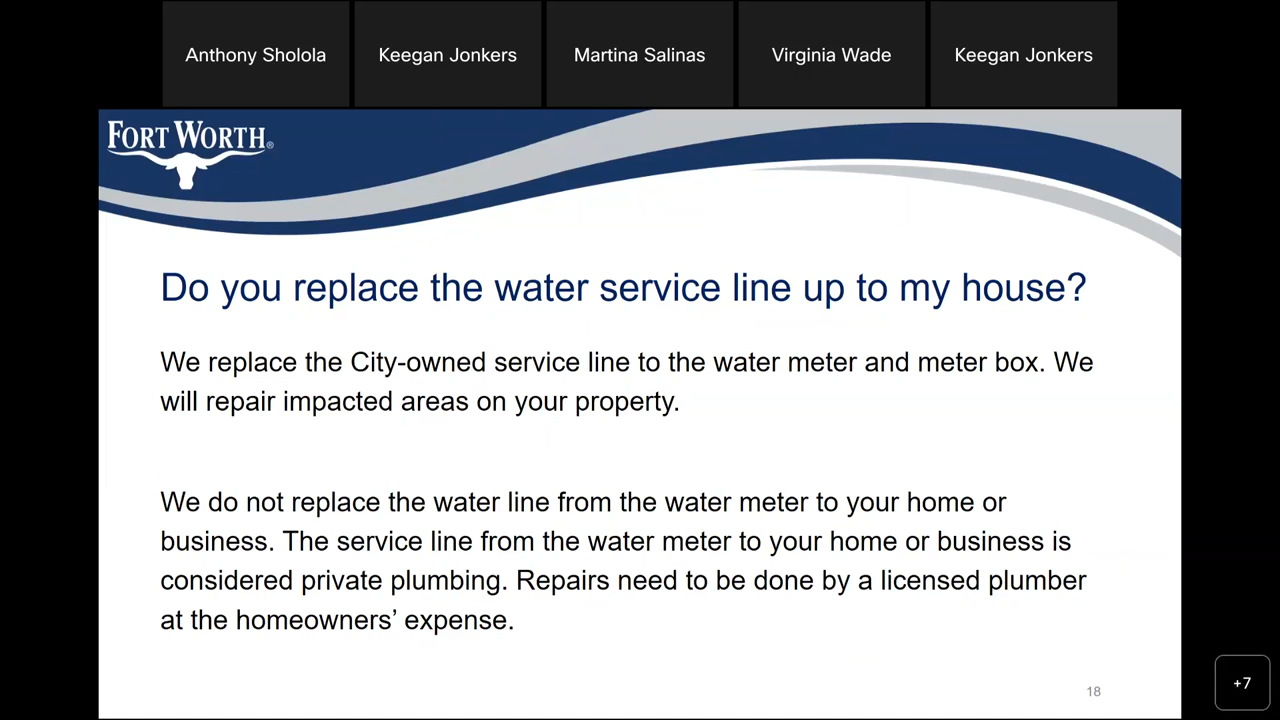 Anthony Sholola
Keegan Jonkers
Martina Salinas
Virginia Wade
Keegan Jonkers
FORT WORTH®
Do you replace the water service line up to my house?
We replace the City-owned service line to the water meter and meter box. We
will repair impacted areas on your property.
We do not replace the water line from the water meter to your home or
business. The service line from the water meter to your home or business is
considered private plumbing. Repairs need to be done by a licensed plumber
at the homeowners’ expense.
18
+7